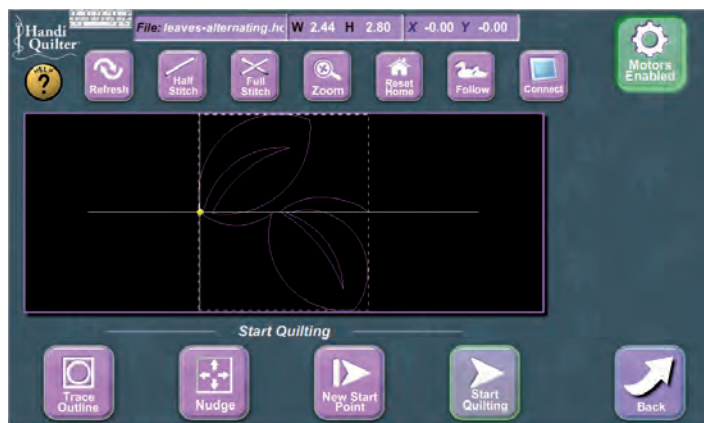 Handi
Quilter
File: leaves-alternating.hc W 2.44 H 2.80 X -0.00 Y -0.00
HELP
?
Refresh
Half
Stitch
Full
Stitch
Zoom
Reset
Home
Follow
Connect
Motors
Enabled
Start Quilting
Trace
Outline
Nudge
New Start
Point
Start
Quilting
Back